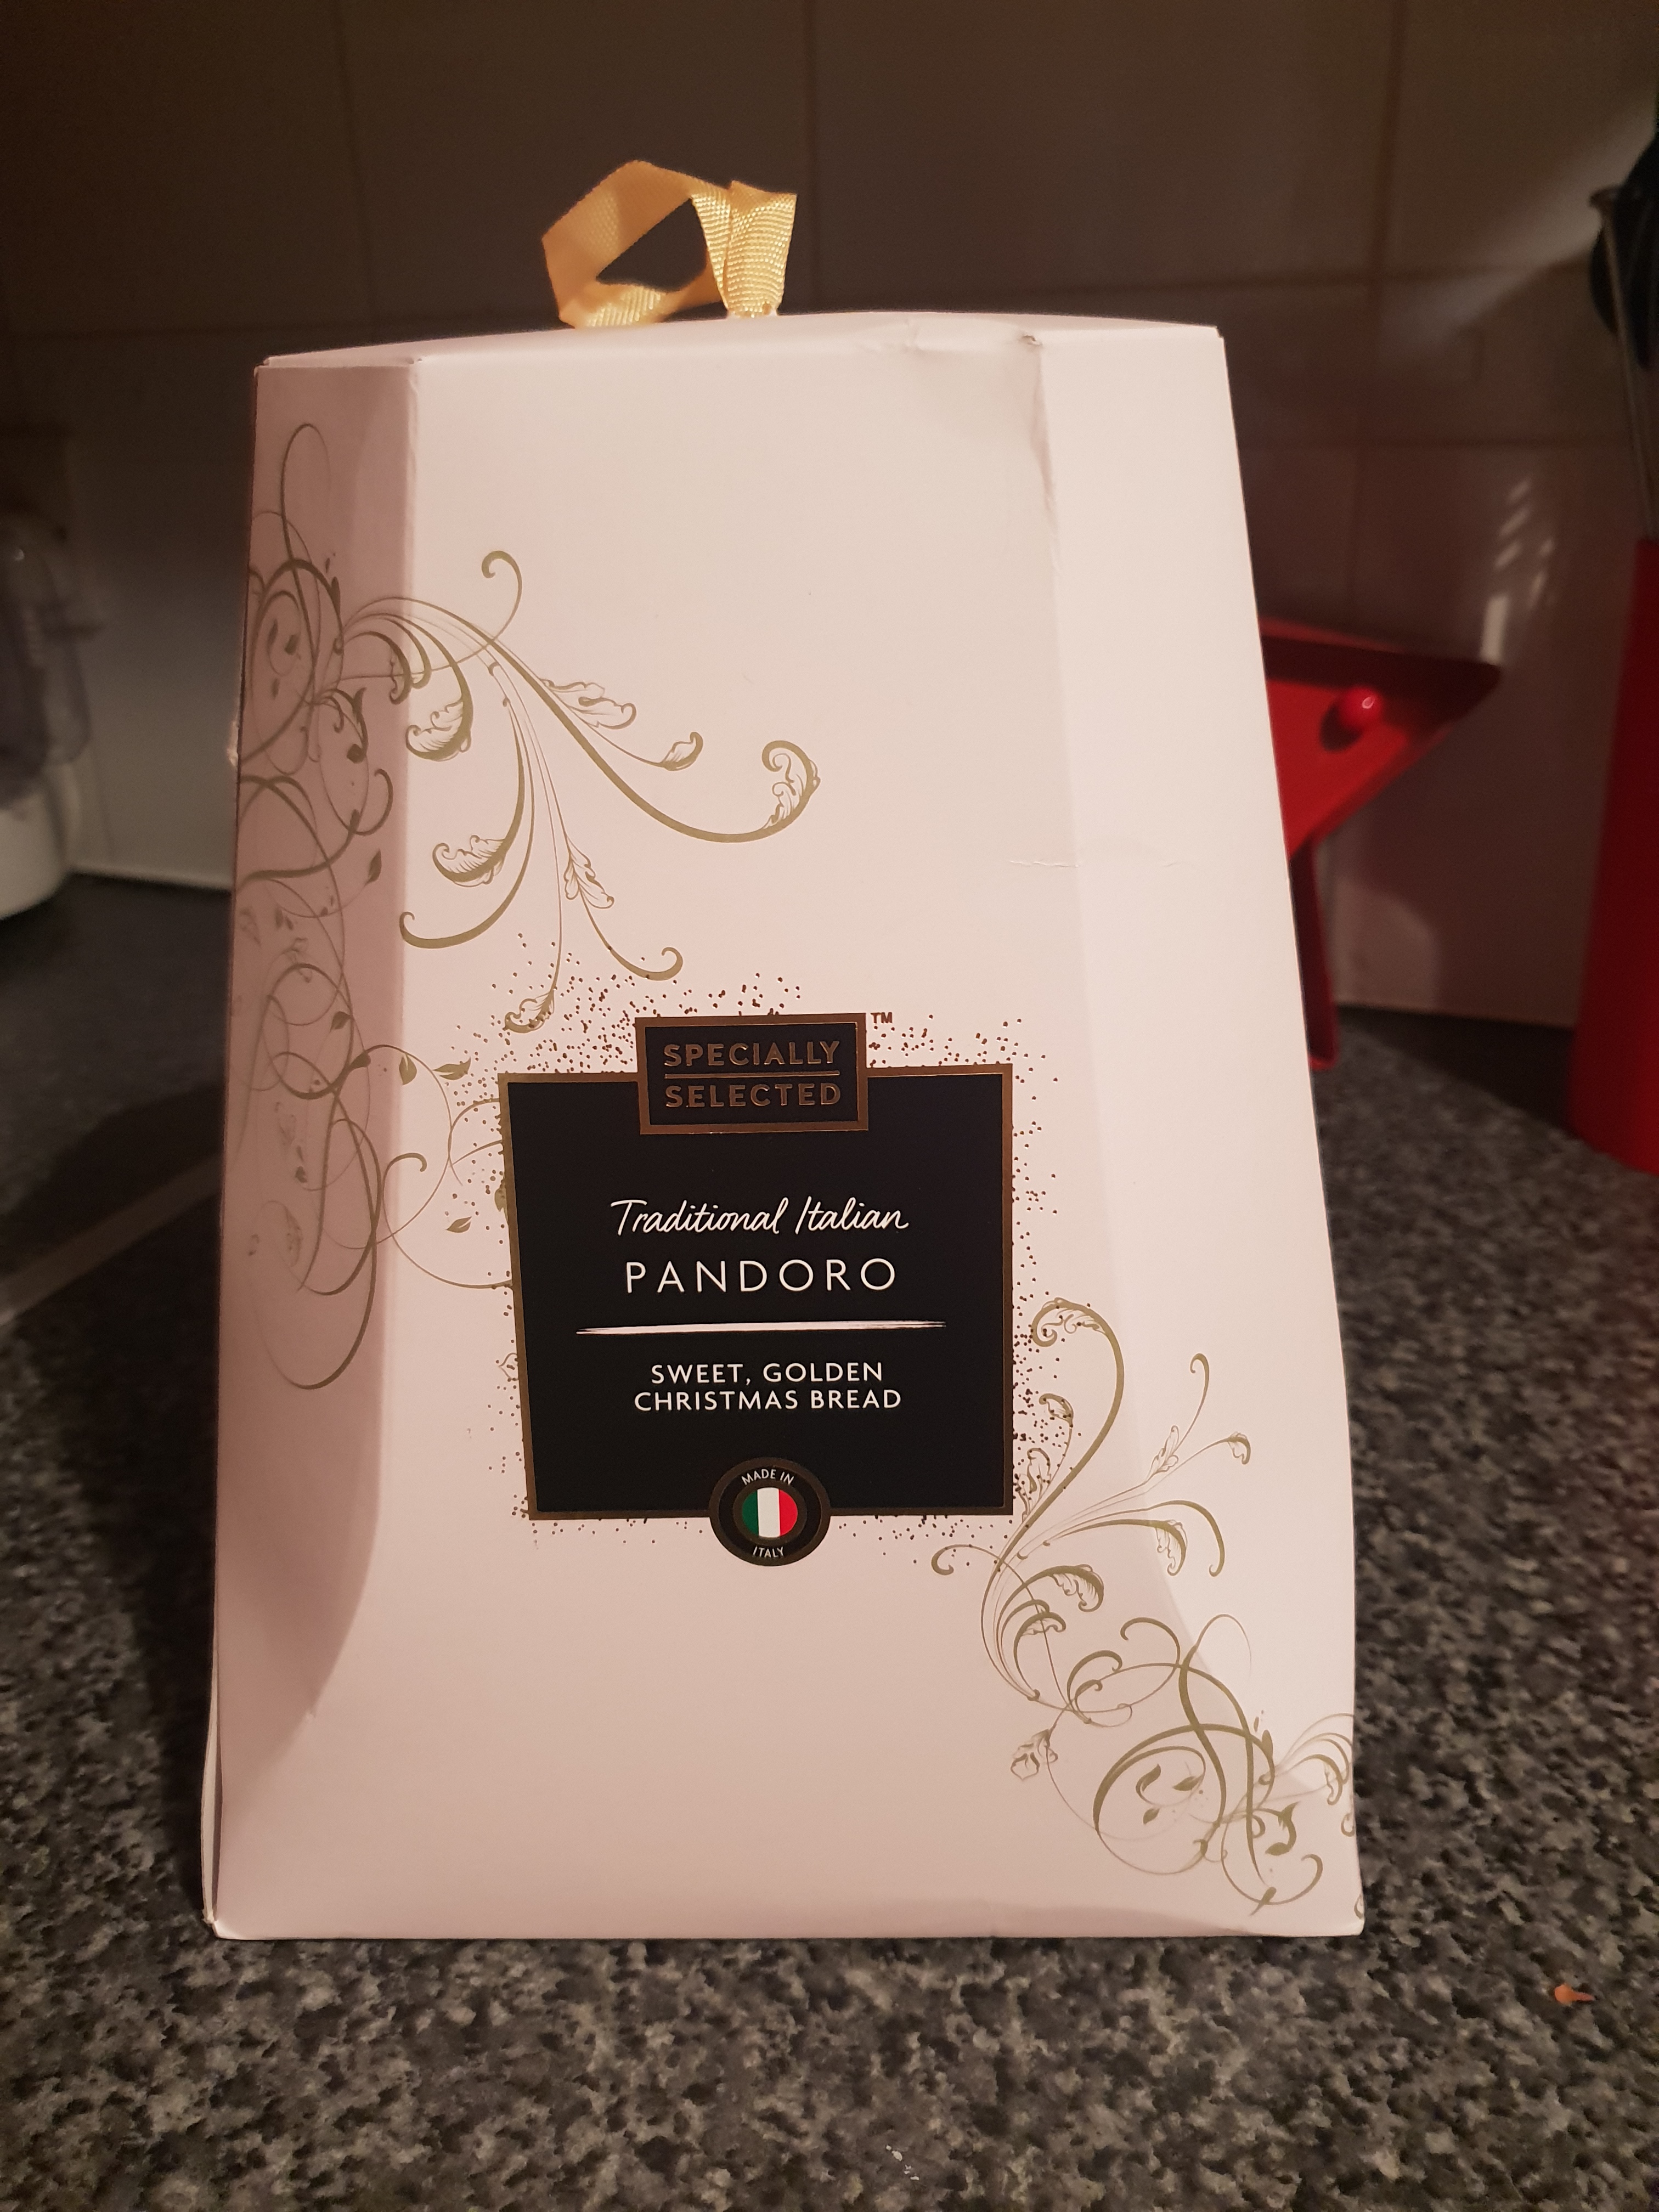 SPECIALLY
SELECTED
TM
Traditional Italian
PANDORO
SWEET, GOLDEN
CHRISTMAS BREAD
MADE IN
ITALY